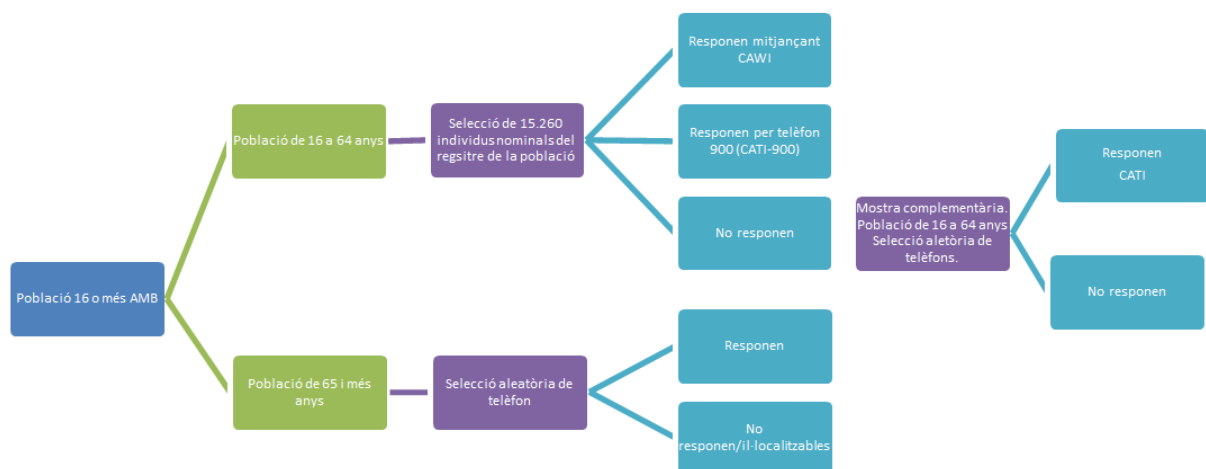 Població 16 o més AMB
Població de 16 a 64 anys
Selecció de 15.260
individus nominals del
regsitre de la població
Responen mitjançant
CAWI
Responen per telèfon
900 (CATI-900)
No responen
Mostra complementària.
Població de 16 a 64 anys
Selecció aletòria de
telèfons.
Responen
CATI
No responen
Població de 65 i més
anys
Selecció aleatòria de
telèfon
Responen
No
responen/il·localitzables